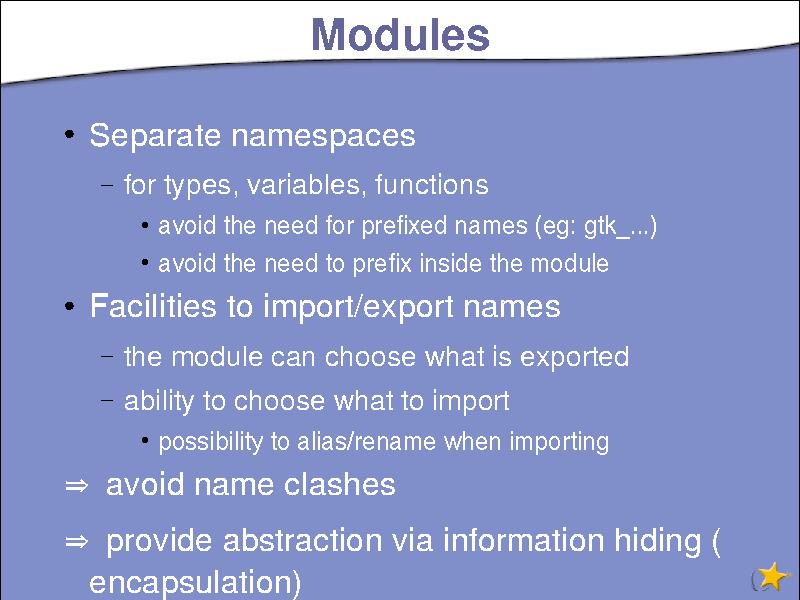 Modules
• Separate namespaces
– for types, variables, functions
• avoid the need for prefixed names (eg: gtk_...)
• avoid the need to prefix inside the module
• Facilities to import/export names
– the module can choose what is exported
– ability to choose what to import
• possibility to alias/rename when importing
⇒ avoid name clashes
⇒ provide abstraction via information hiding (
encapsulation)